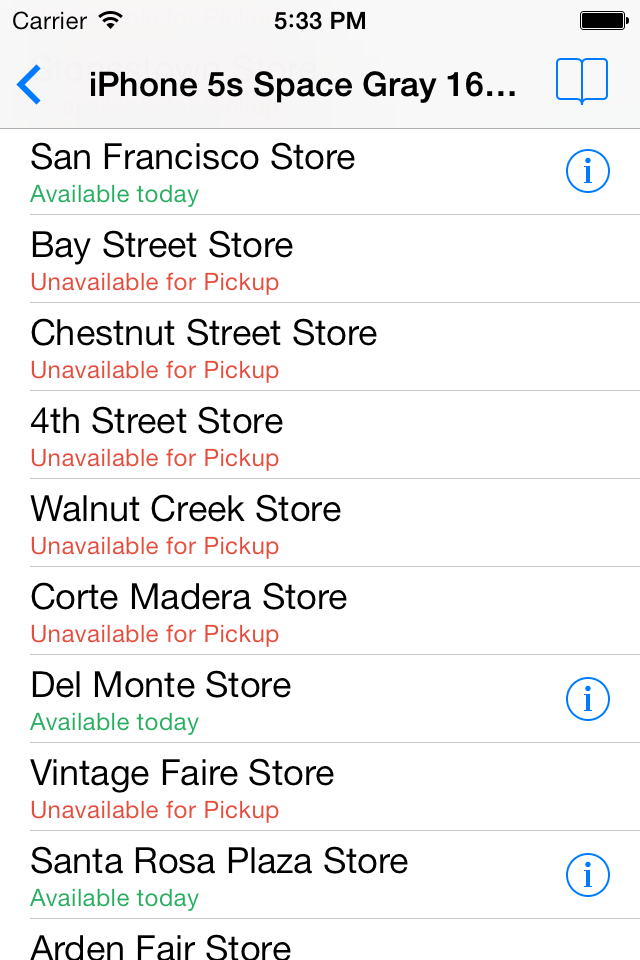 Carrier 5:33 PM
iPhone 5s Space Gray 16...
San Francisco Store
Available today
Bay Street Store
Unavailable for Pickup
Chestnut Street Store
Unavailable for Pickup
4th Street Store
Unavailable for Pickup
Walnut Creek Store
Unavailable for Pickup
Corte Madera Store
Unavailable for Pickup
Del Monte Store
Available today
Vintage Faire Store
Unavailable for Pickup
Santa Rosa Plaza Store
Available today
Arden Fair Store